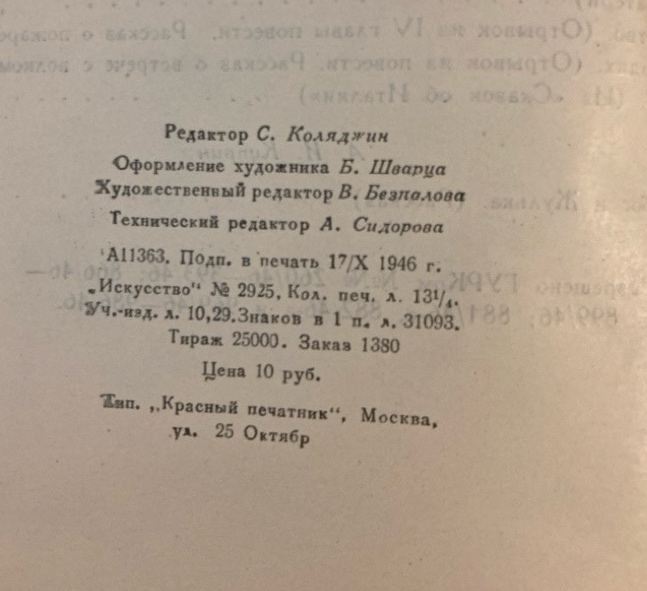 Редактор С. Коляджин
Оформление художника Б. Шварца
Художественный редактор В. Безпалова
Технический редактор А. Сидорова
А11363. Подп. в печать 17/X 1946 г.
„Искусство“ № 2925. Кол. печ. л. 13¹/₄.
Уч.-изд. л. 10,29. Знаков в 1 п. л. 31093.
Тираж 25000. Заказ 1380
Цена 10 руб.
Тип. „Красный печатник“, Москва,
ул. 25 Октябр